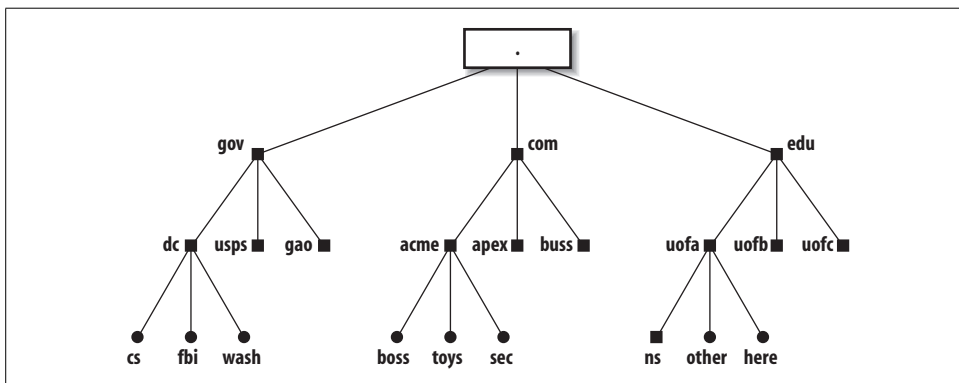 .
gov com edu
dc usps gao acme apex buss uofa uofb uofc
cs fbi wash boss toys sec ns other here